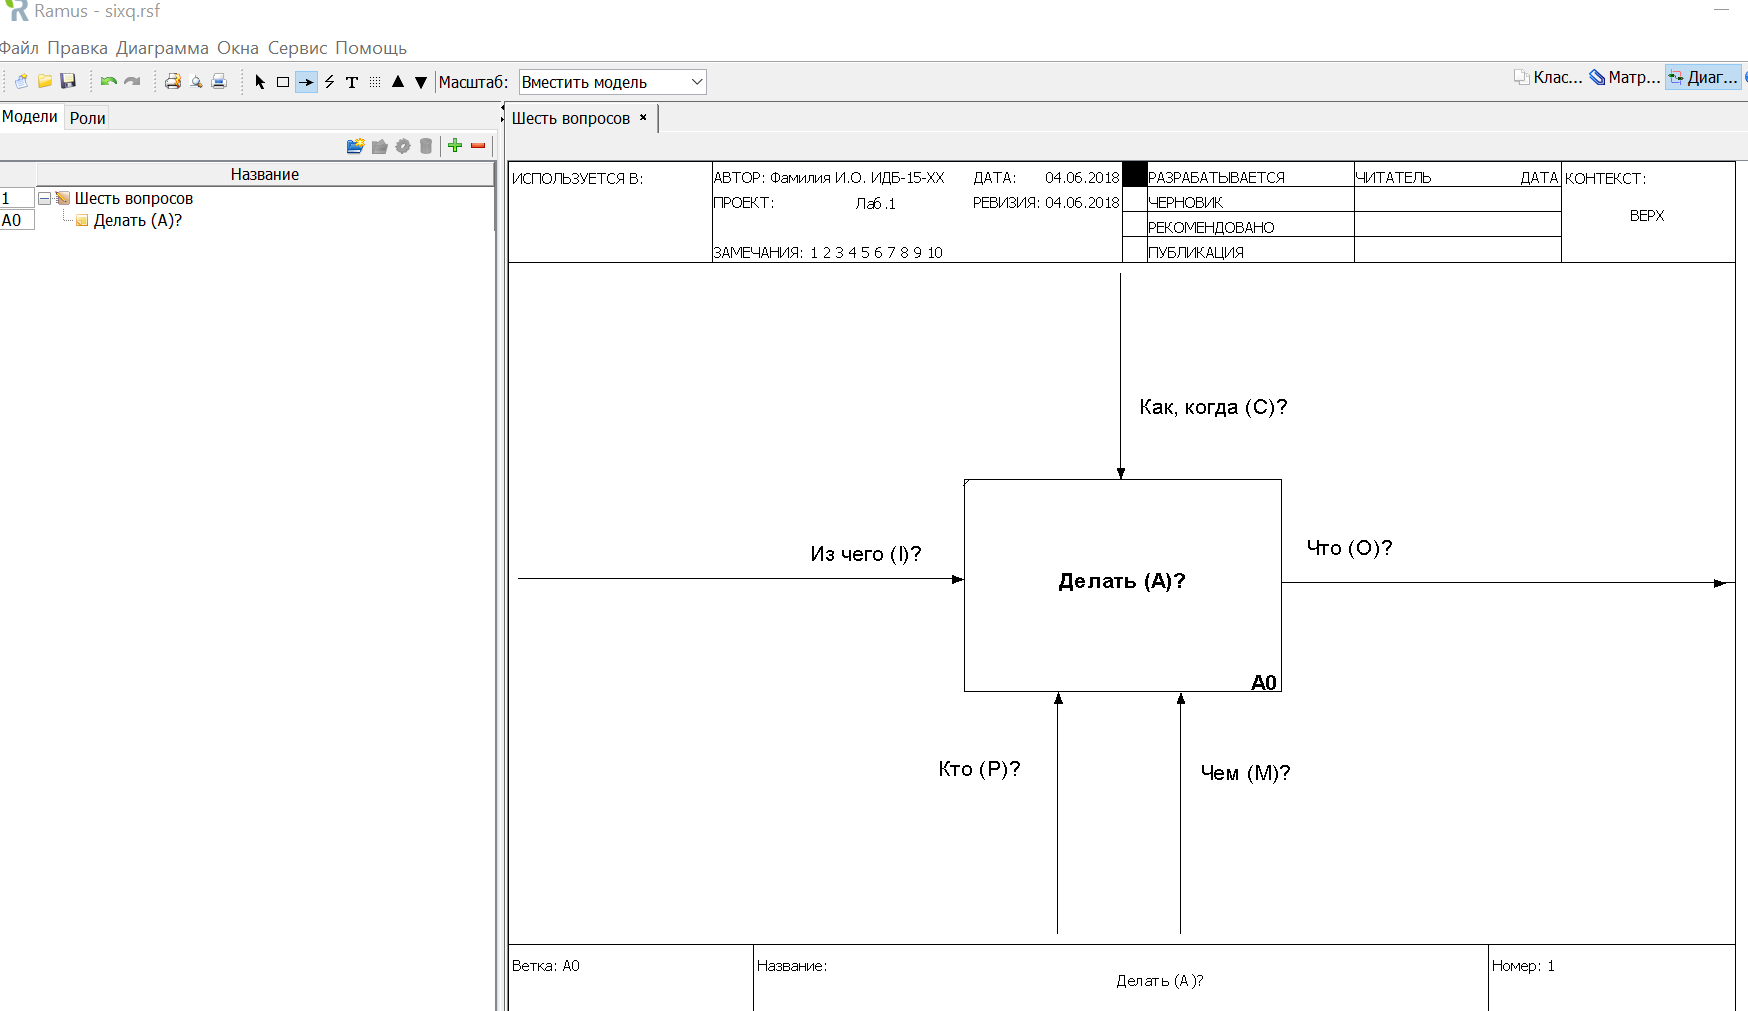 Ramus - sixq.rsf
Файл Правка Диаграмма Окна Сервис Помощь
T Масштаб: Вместить модель
Клас... Матр... Диаг...
Модели Роли
Шесть вопросов ×
Название
1 Шесть вопросов
A0 Делать (A)?
ИСПОЛЬЗУЕТСЯ В:
АВТОР: Фамилия И.О. ИДБ-15-XX ДАТА: 04.06.2018
ПРОЕКТ: Лаб.1 РЕВИЗИЯ: 04.06.2018
ЗАМЕЧАНИЯ: 1 2 3 4 5 6 7 8 9 10
РАЗРАБАТЫВАЕТСЯ
ЧЕРНОВИК
РЕКОМЕНДОВАНО
ПУБЛИКАЦИЯ
ЧИТАТЕЛЬ ДАТА
КОНТЕКСТ:
ВЕРХ
Как, когда (C)?
Из чего (I)?
Что (O)?
Делать (A)?
A0
Кто (P)?
Чем (M)?
Ветка: A0
Название:
Делать (A)?
Номер: 1